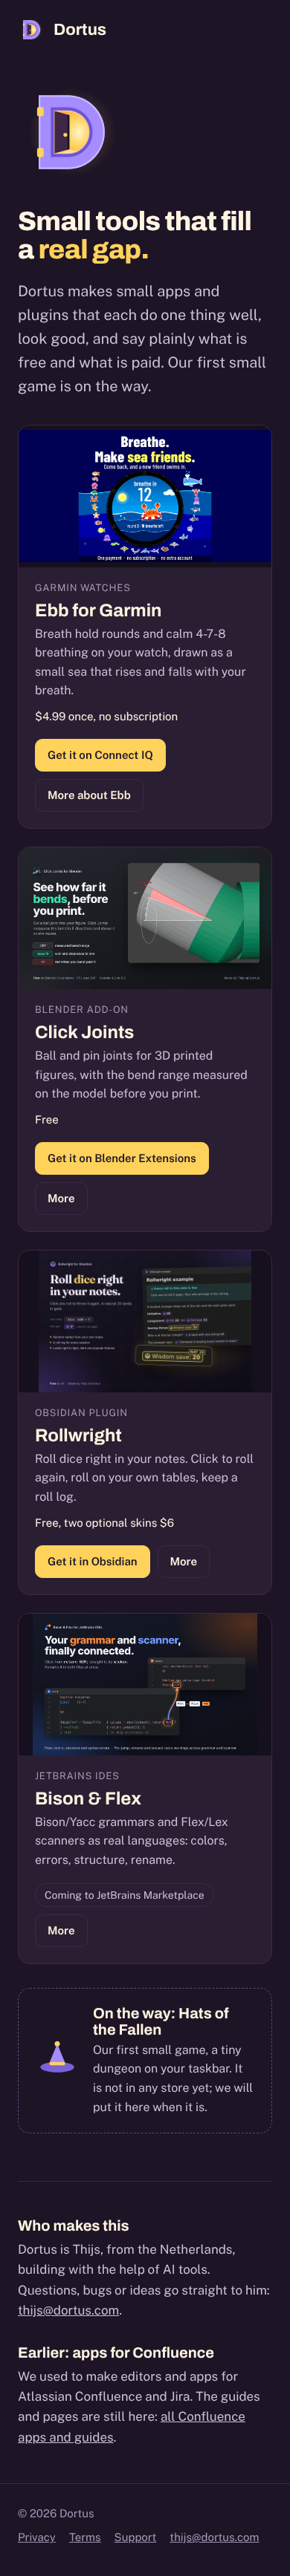 Dortus
Small tools that fill
a real gap.
Dortus makes small apps and
plugins that each do one thing well,
look good, and say plainly what is
free and what is paid. Our first small
game is on the way.
Breathe.
Make sea friends.
Come back, and a new friend swims in.
breathe in
12
One payment · no subscription · no extra account
GARMIN WATCHES
Ebb for Garmin
Breath hold rounds and calm 4-7-8
breathing on your watch, drawn as a
small sea that rises and falls with your
breath.
$4.99 once, no subscription
Get it on Connect IQ
More about Ebb
Click Joints for Blender
See how far it
bends, before
you print.
BLENDER ADD-ON
Click Joints
Ball and pin joints for 3D printed
figures, with the bend range measured
on the model before you print.
Free
Get it on Blender Extensions
More
Rollwright for Obsidian
Roll dice right
in your notes.
Rollwright example
Wisdom save: 20
OBSIDIAN PLUGIN
Rollwright
Roll dice right in your notes. Click to roll
again, roll on your own tables, keep a
roll log.
Free, two optional skins $6
Get it in Obsidian
More
Bison & Flex for JetBrains IDEs
Your grammar and scanner,
finally connected.
JETBRAINS IDES
Bison & Flex
Bison/Yacc grammars and Flex/Lex
scanners as real languages: colors,
errors, structure, rename.
Coming to JetBrains Marketplace
More
On the way: Hats of
the Fallen
Our first small game, a tiny
dungeon on your taskbar. It
is not in any store yet; we will
put it here when it is.
Who makes this
Dortus is Thijs, from the Netherlands,
building with the help of AI tools.
Questions, bugs or ideas go straight to him:
thijs@dortus.com.
Earlier: apps for Confluence
We used to make editors and apps for
Atlassian Confluence and Jira. The guides
and pages are still here: all Confluence
apps and guides.
© 2026 Dortus
Privacy Terms Support thijs@dortus.com